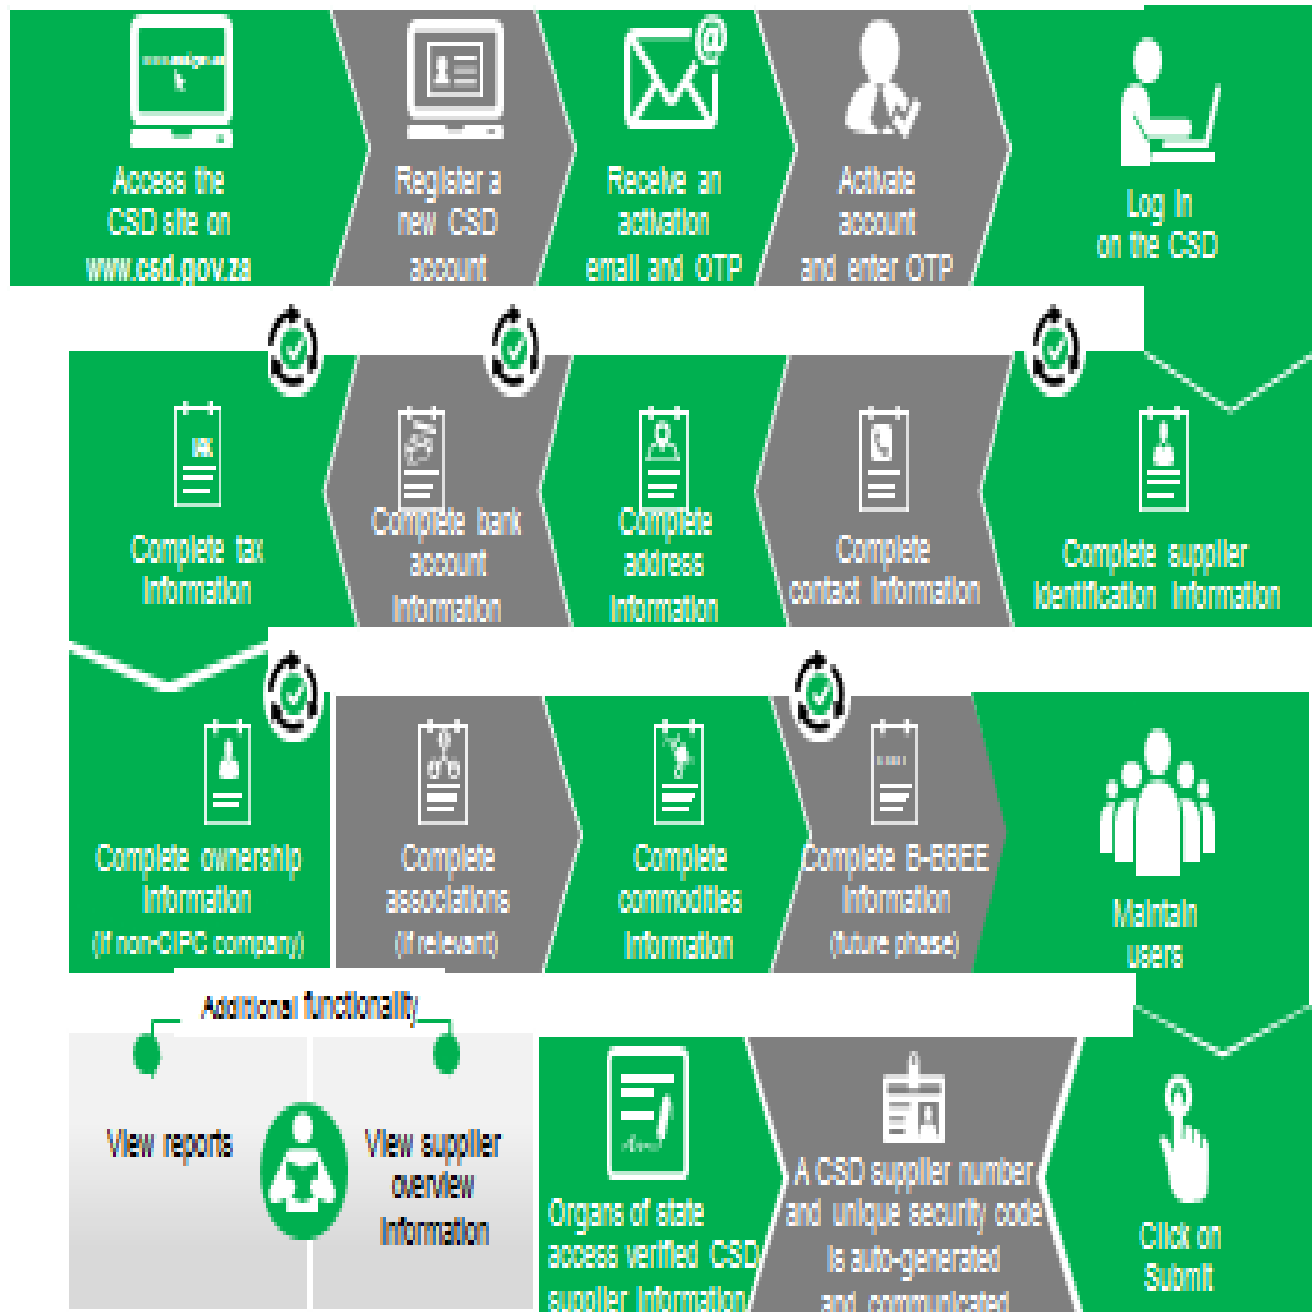 Access the
CSD site on
www.csd.gov.za
Register a
new CSD
account
Receive an
activation
email and OTP
Activate
account
and enter OTP
Log in
on the CSD
TAX
Complete tax
information
Complete bank
account
information
Complete
address
information
Complete
contact information
Complete supplier
identification information
Complete ownership
information
(if non-CIPC company)
Complete
associations
(if relevant)
Complete
commodities
information
Complete B-BBEE
information
(future phase)
Maintain
users
Additional functionality
View reports
View supplier
overview
information
Organs of state
access verified CSD
supplier information
A CSD supplier number
and unique security code
is auto-generated
and communicated
Click on
Submit